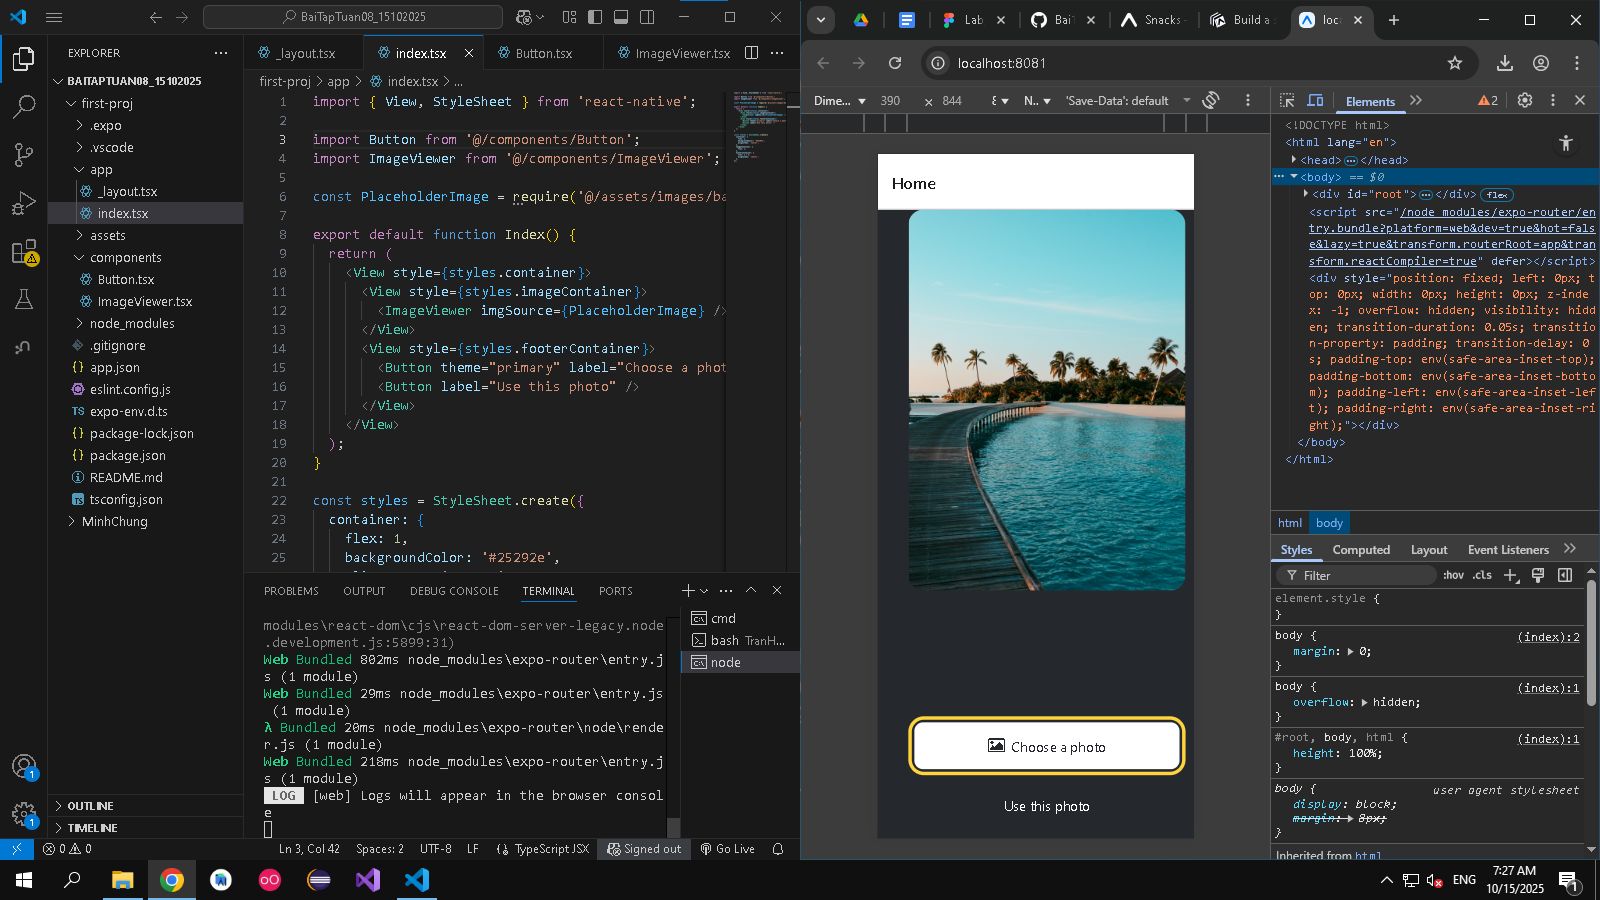 BaiTapTuan08_15102025
EXPLORER
BAITAPTUAN08_15102025
first-proj
.expo
.vscode
app
_layout.tsx
index.tsx
assets
components
Button.tsx
ImageViewer.tsx
node_modules
.gitignore
app.json
eslint.config.js
TS expo-env.d.ts
package-lock.json
package.json
README.md
tsconfig.json
MinhChung
OUTLINE
TIMELINE
_layout.tsx
index.tsx
Button.tsx
ImageViewer.tsx
first-proj > app > index.tsx > ...
1 import { View, StyleSheet } from 'react-native';
2
3 import Button from '@/components/Button';
4 import ImageViewer from '@/components/ImageViewer';
5
6 const PlaceholderImage = require('@/assets/images/ba
7
8 export default function Index() {
9 return (
10 <View style={styles.container}>
11 <View style={styles.imageContainer}>
12 <ImageViewer imgSource={PlaceholderImage} />
13 </View>
14 <View style={styles.footerContainer}>
15 <Button theme="primary" label="Choose a phot
16 <Button label="Use this photo" />
17 </View>
18 </View>
19 );
20 }
21
22 const styles = StyleSheet.create({
23 container: {
24 flex: 1,
25 backgroundColor: '#25292e',
PROBLEMS
OUTPUT
DEBUG CONSOLE
TERMINAL
PORTS
modules\react-dom\cjs\react-dom-server-legacy.node
.development.js:5899:31)
Web Bundled 802ms node_modules\expo-router\entry.j
s (1 module)
Web Bundled 29ms node_modules\expo-router\entry.js
(1 module)
λ Bundled 20ms node_modules\expo-router\node\rende
r.js (1 module)
Web Bundled 218ms node_modules\expo-router\entry.j
s (1 module)
LOG [web] Logs will appear in the browser consol
e
cmd
bash TranH...
node
0 0
Ln 3, Col 42
Spaces: 2
UTF-8
LF
TypeScript JSX
Signed out
Go Live
Lab
Bai
Snacks
Build a
loc
localhost:8081
Dime...
390 × 844
8
N..
'Save-Data': default
Elements
2
Home
Choose a photo
Use this photo
<!DOCTYPE html>
<html lang="en">
<head> ... </head>
<body> == $0
<div id="root"> ... </div> flex
<script src="/node_modules/expo-router/en
try.bundle?platform=web&dev=true&hot=fals
e&lazy=true&transform.routerRoot=app&tran
sform.reactCompiler=true" defer></script>
<div style="position: fixed; left: 0px; t
op: 0px; width: 0px; height: 0px; z-inde
x: -1; overflow: hidden; visibility: hidd
en; transition-duration: 0.05s; transitio
n-property: padding; transition-delay: 0
s; padding-top: env(safe-area-inset-top);
padding-bottom: env(safe-area-inset-botto
m); padding-left: env(safe-area-inset-lef
t); padding-right: env(safe-area-inset-ri
ght);"></div>
</body>
</html>
html body
Styles
Computed
Layout
Event Listeners
Filter
:hov .cls
element.style {
}
body {
(index):2
margin: 0;
}
body {
(index):1
overflow: hidden;
}
#root, body, html {
(index):1
height: 100%;
}
body {
user agent stylesheet
display: block;
margin: 8px;
}
Inherited from html
1
1
ENG
7:27 AM
10/15/2025
1